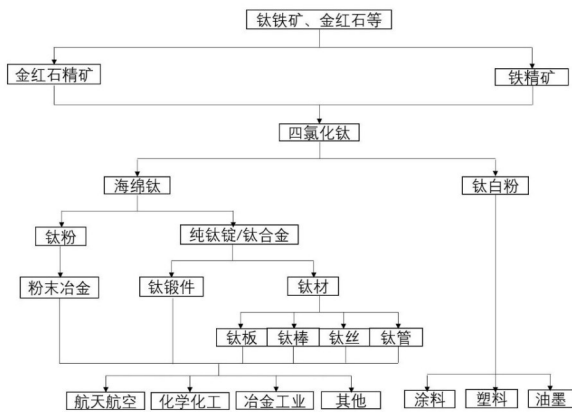 钛铁矿、金红石等
金红石精矿
铁精矿
四氯化钛
海绵钛
钛白粉
钛粉
纯钛锭/钛合金
粉末冶金
钛锻件
钛材
钛板
钛棒
钛丝
钛管
航天航空
化学化工
冶金工业
其他
涂料
塑料
油墨